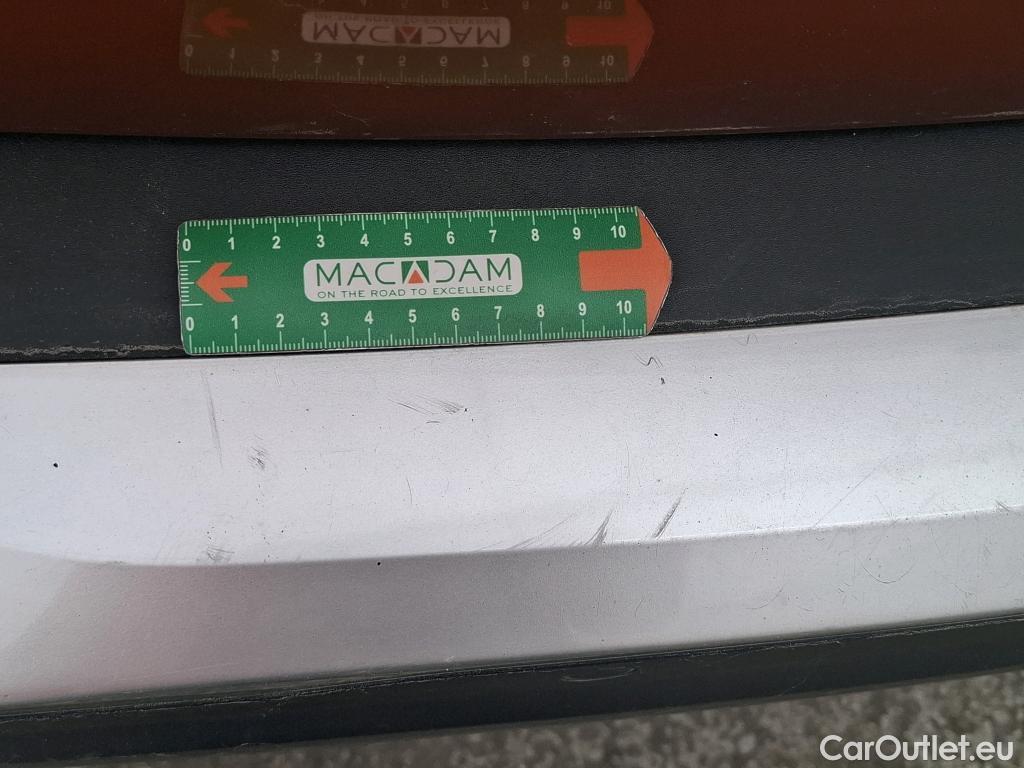 0 1 2 3 4 5 6 7 8 9 10
MACADAM
ON THE ROAD TO EXCELLENCE
0 1 2 3 4 5 6 7 8 9 10
CarOutlet.eu